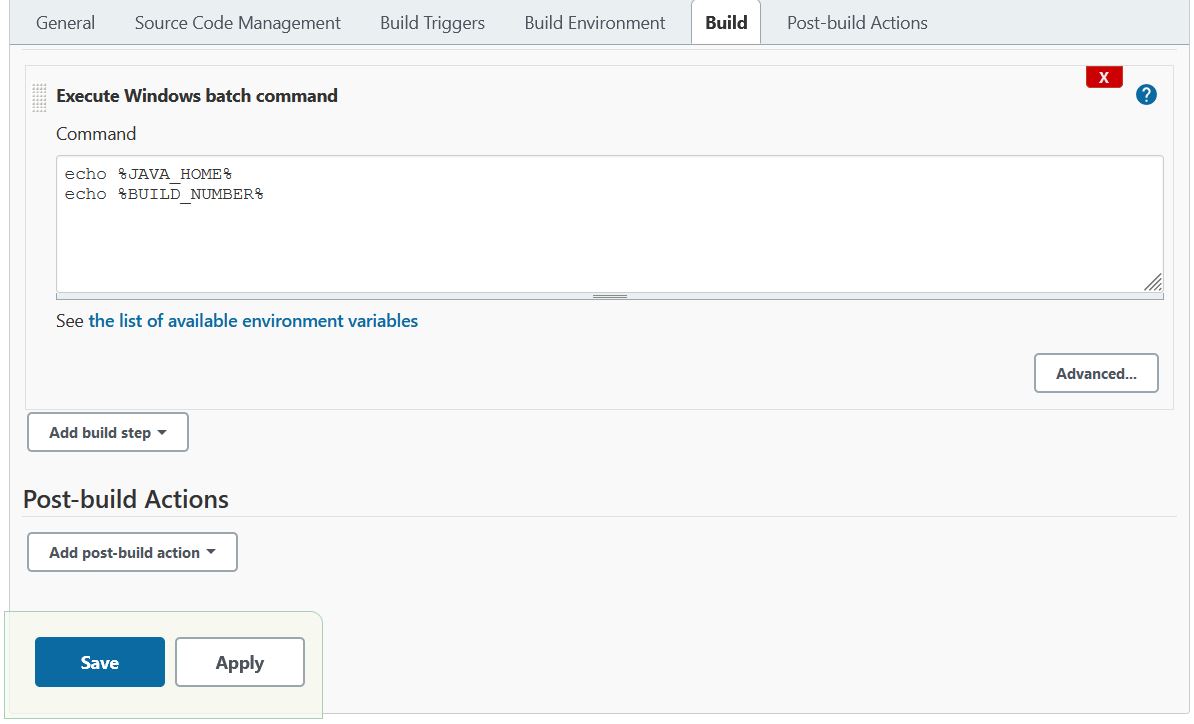 General Source Code Management Build Triggers Build Environment Build Post-build Actions
X
Execute Windows batch command
?
Command
echo %JAVA_HOME%
echo %BUILD_NUMBER%
See the list of available environment variables
Advanced...
Add build step
Post-build Actions
Add post-build action
Save Apply